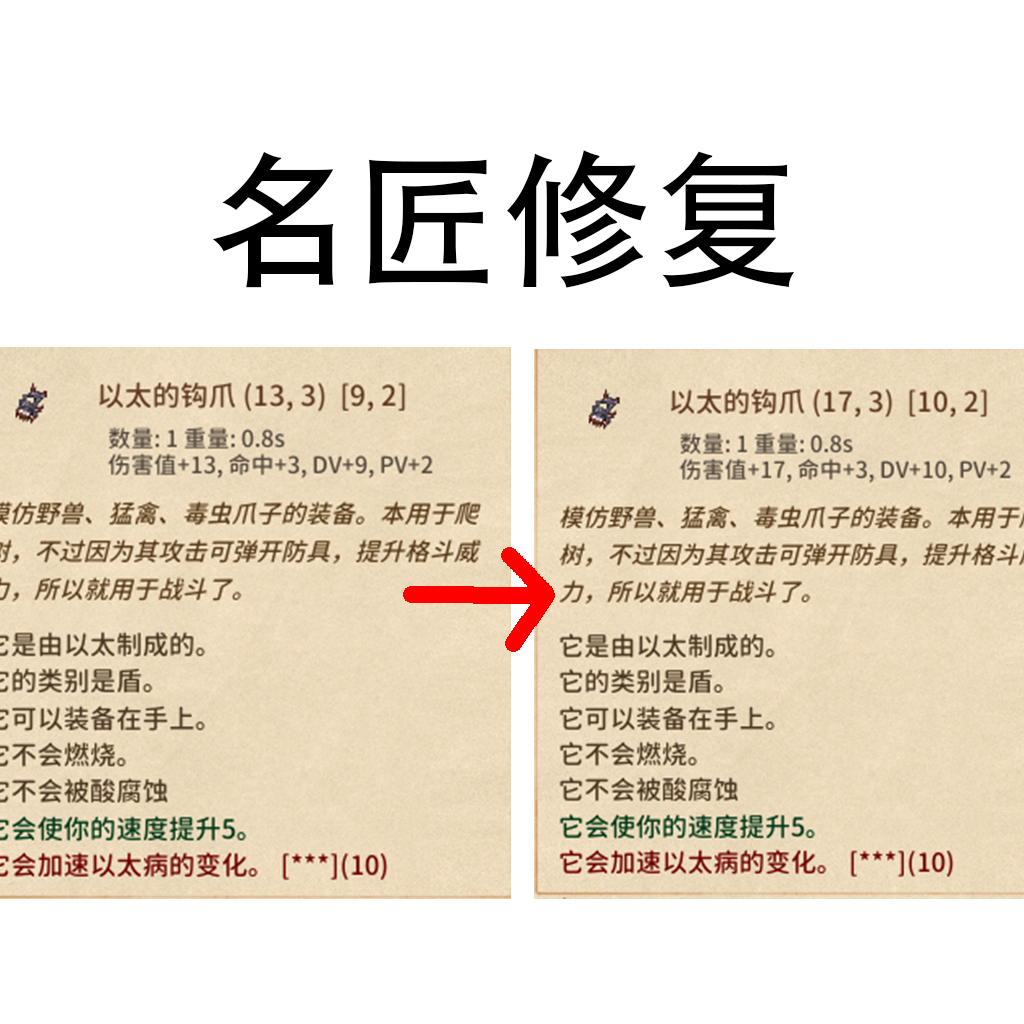 名匠修复
以太的钩爪 (13, 3) [9, 2]
数量: 1 重量: 0.8s
伤害值+13, 命中+3, DV+9, PV+2
模仿野兽、猛禽、毒虫爪子的装备。本用于爬
树，不过因为其攻击可弹开防具，提升格斗威
力，所以就用于战斗了。
它是由以太制成的。
它的类别是盾。
它可以装备在手上。
它不会燃烧。
它不会被酸腐蚀
它会使你的速度提升5。
它会加速以太病的变化。 [***](10)
以太的钩爪 (17, 3) [10, 2]
数量: 1 重量: 0.8s
伤害值+17, 命中+3, DV+10, PV+2
模仿野兽、猛禽、毒虫爪子的装备。本用于
树，不过因为其攻击可弹开防具，提升格斗
力，所以就用于战斗了。
它是由以太制成的。
它的类别是盾。
它可以装备在手上。
它不会燃烧。
它不会被酸腐蚀
它会使你的速度提升5。
它会加速以太病的变化。 [***](10)